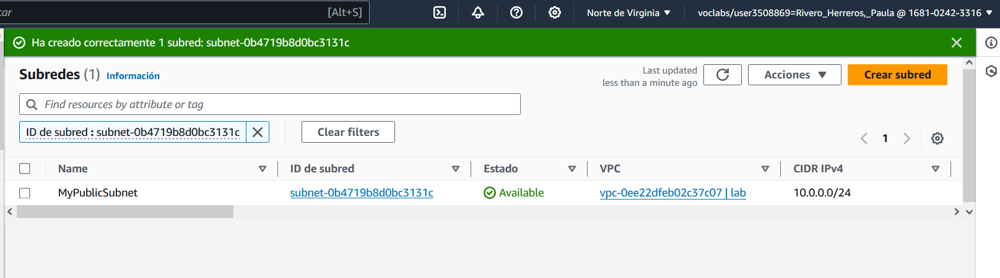 car [Alt+S] Norte de Virginia voclabs/user3508869=Rivero_Herreros,_Paula @ 1681-0242-3316
Ha creado correctamente 1 subred: subnet-0b4719b8d0bc3131c
Subredes (1) Información
Last updated
less than a minute ago
Acciones
Crear subred
Find resources by attribute or tag
ID de subred : subnet-0b4719b8d0bc3131c
Clear filters
1
Name ID de subred Estado VPC CIDR IPv4
MyPublicSubnet subnet-0b4719b8d0bc3131c Available vpc-0ee22dfeb02c37c07 | lab 10.0.0.0/24